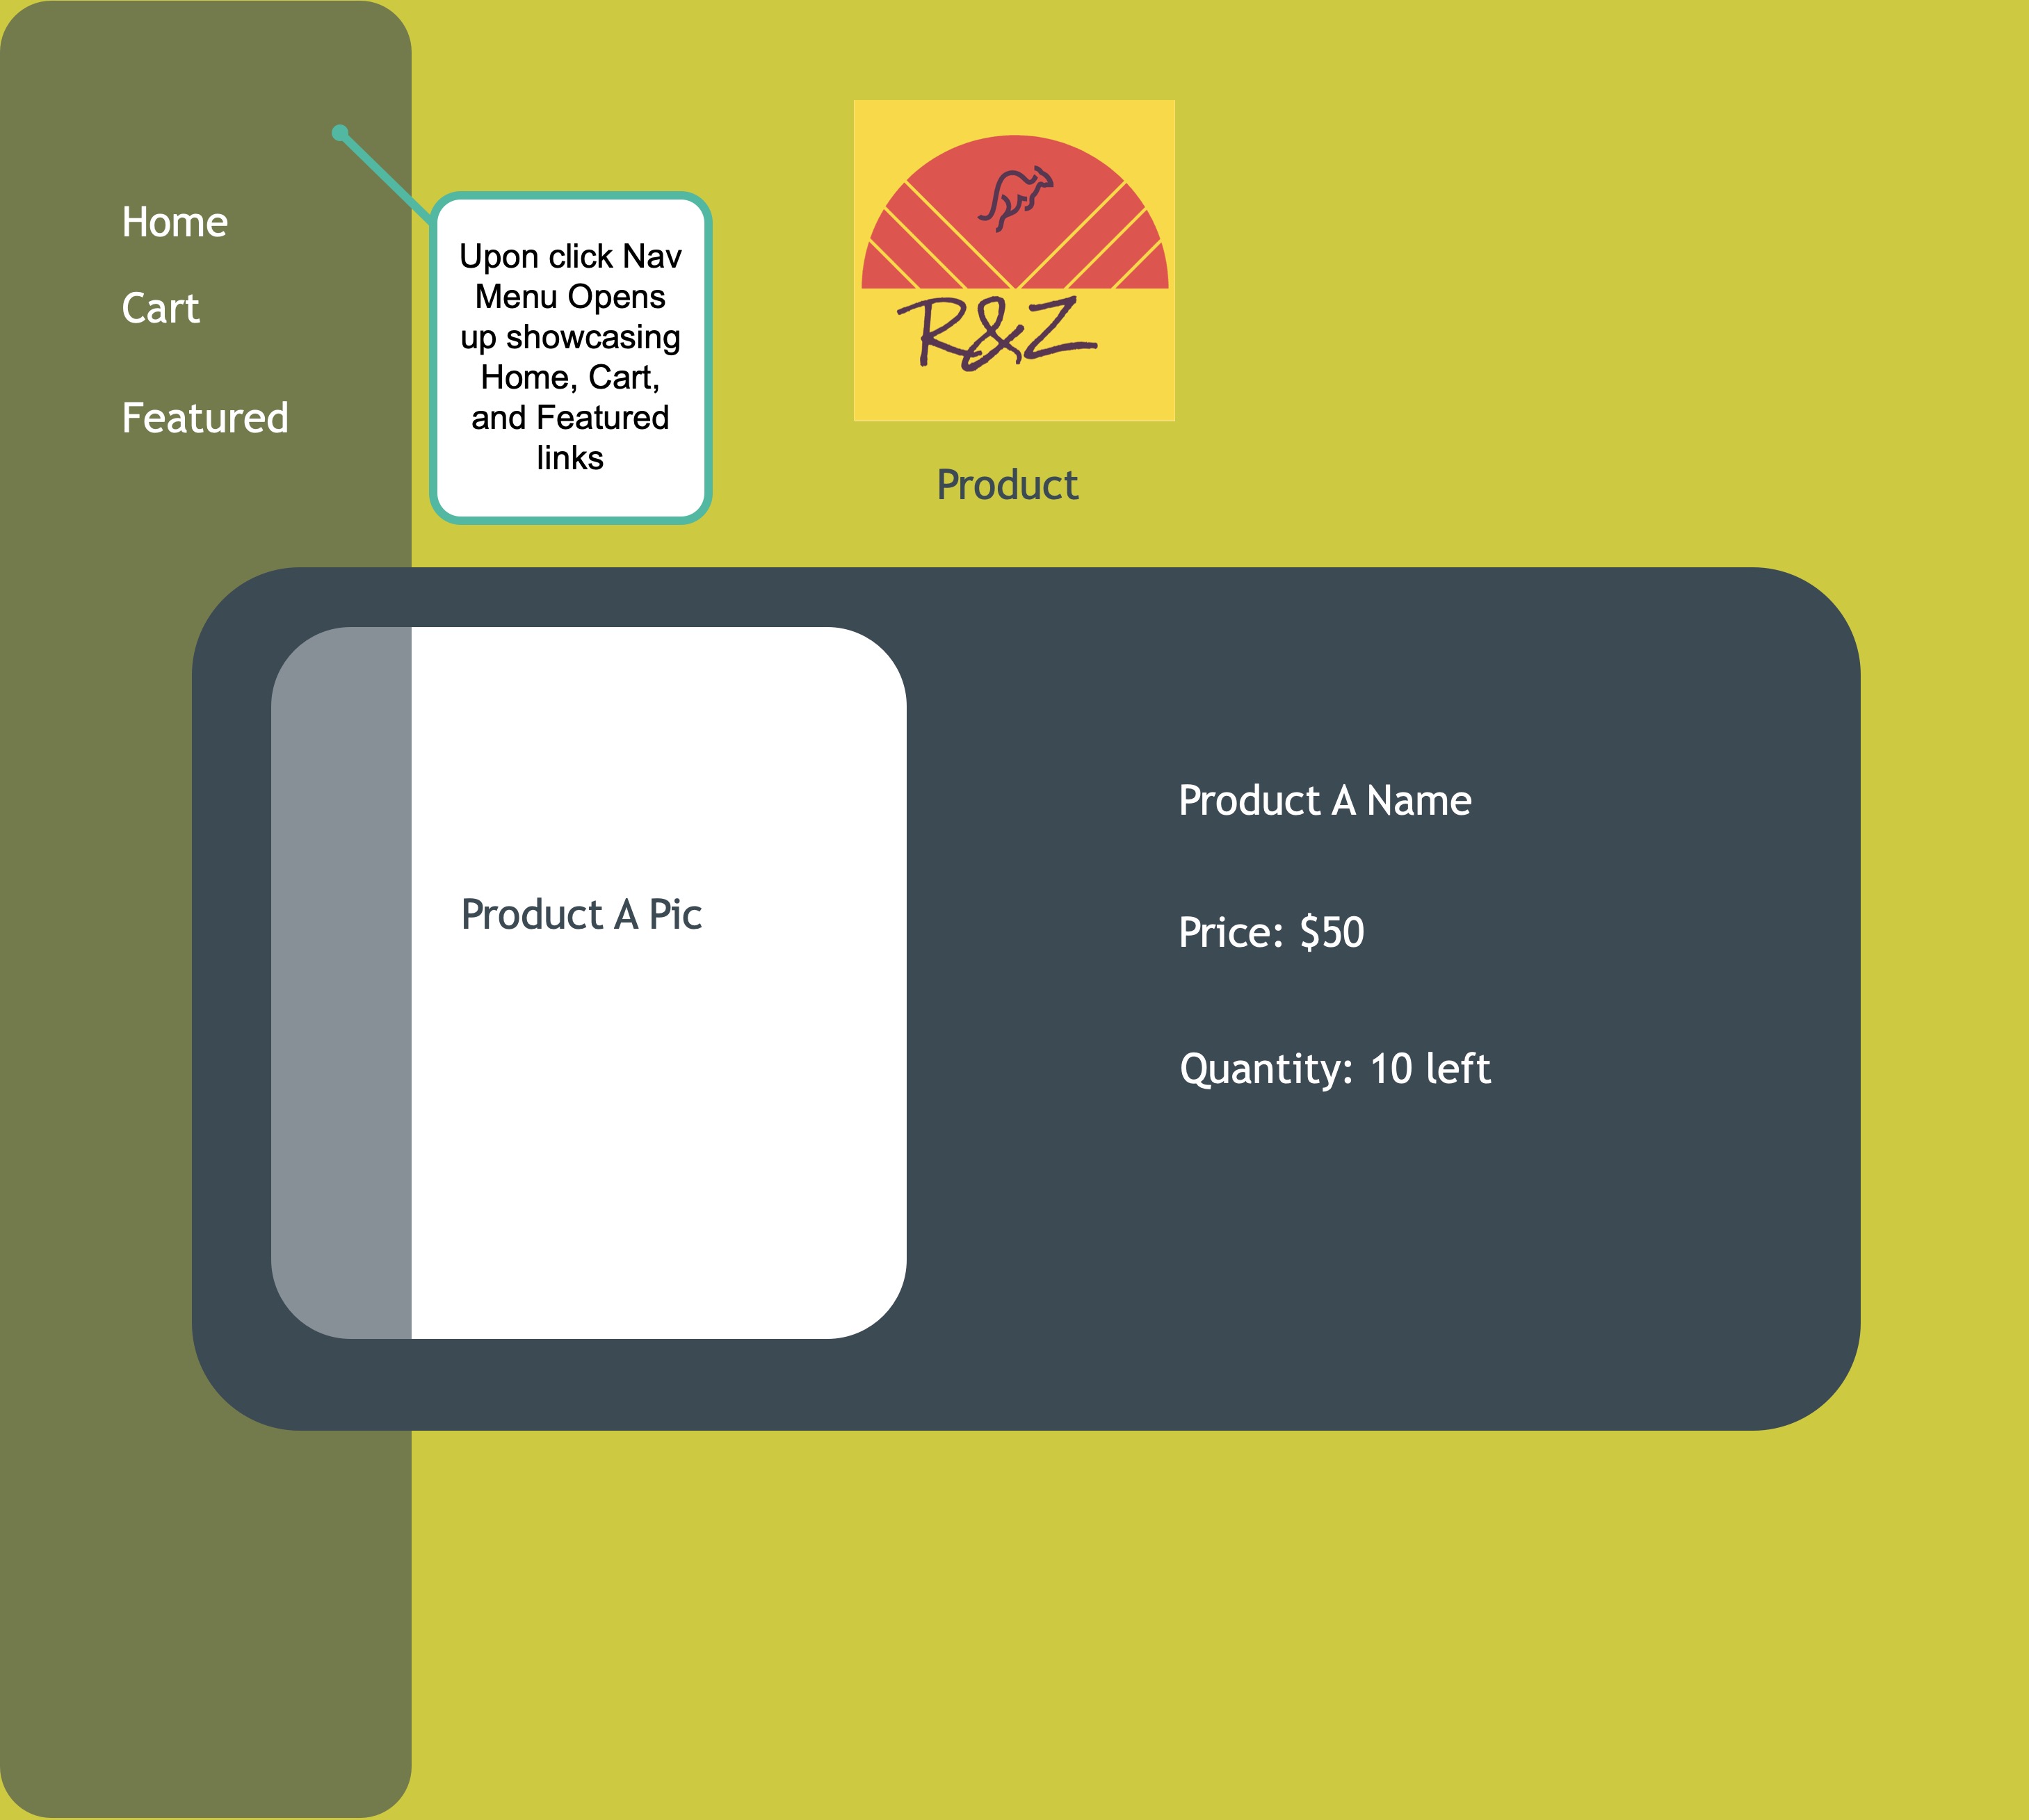 Home
Cart
Featured
Upon click Nav
Menu Opens
up showcasing
Home, Cart,
and Featured
links
R&Z
Product
Product A Pic
Product A Name
Price: $50
Quantity: 10 left